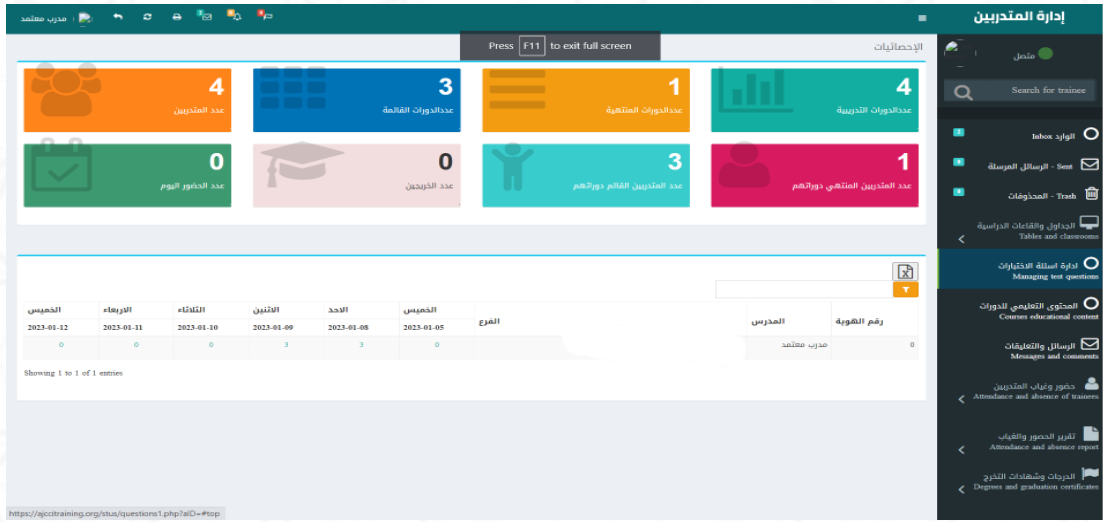 إدارة المتدربين
مدرب معتمد
Press F11 to exit full screen
متصل
Search for trainee
الوارد Inbox
الرسائل المرسلة - Sent
المحذوفات - Trash
الجداول والقاعات الدراسية
Tables and classrooms
ادارة اسئلة الاختبارات
Managing test questions
المحتوى التعليمي للدورات
Courses educational content
الرسائل والتعليقات
Messages and comments
حضور وغياب المتدربين
Attendance and absence of trainees
تقرير الحضور والغياب
Attendance and absence report
الدرجات وشهادات التخرج
Degrees and graduation certificates
الإحصائيات
4
عددالدورات التدريبية
1
عددالدورات المنتهية
3
عددالدورات القائمة
4
عدد المتدربين
1
عدد المتدربين المنتهي دوراتهم
3
عدد المتدربين القائم دوراتهم
0
عدد الخريجين
0
عدد الحضور اليوم
رقم الهوية المدرس الفرع الخميس الاحد الاثنين الثلاثاء الاربعاء الخميس
2023-01-05 2023-01-08 2023-01-09 2023-01-10 2023-01-11 2023-01-12
0 مدرب معتمد 0 3 3 0 0 0
Showing 1 to 1 of 1 entries
https://ajccitraining.org/stus/questions1.php?aID=#top